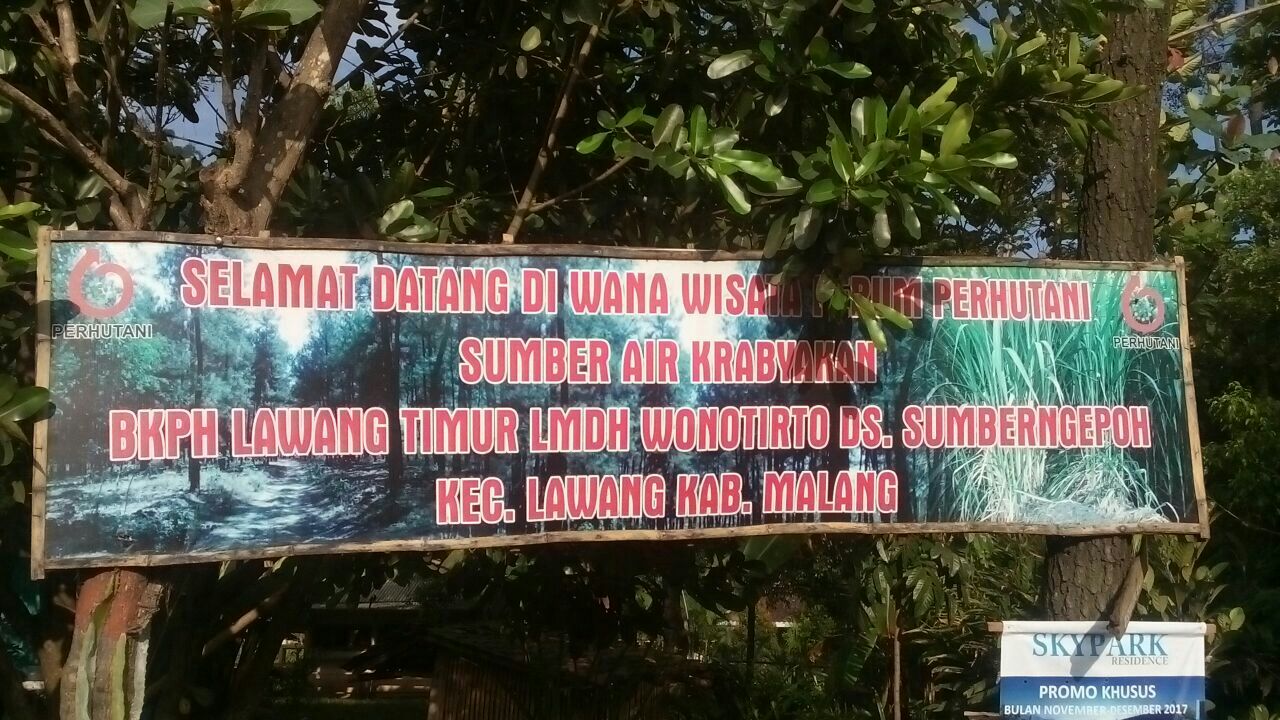 SELAMAT DATANG DI WANA WISATA PERUM PERHUTANI
PERHUTANI
PERHUTANI
SUMBER AIR KRABYAKAN
BKPH LAWANG TIMUR LMDH WONOTIRTO DS. SUMBERNGEPOH
KEC. LAWANG KAB. MALANG
SKYPARK
RESIDENCE
PROMO KHUSUS
BULAN NOVEMBER-DESEMBER 2017